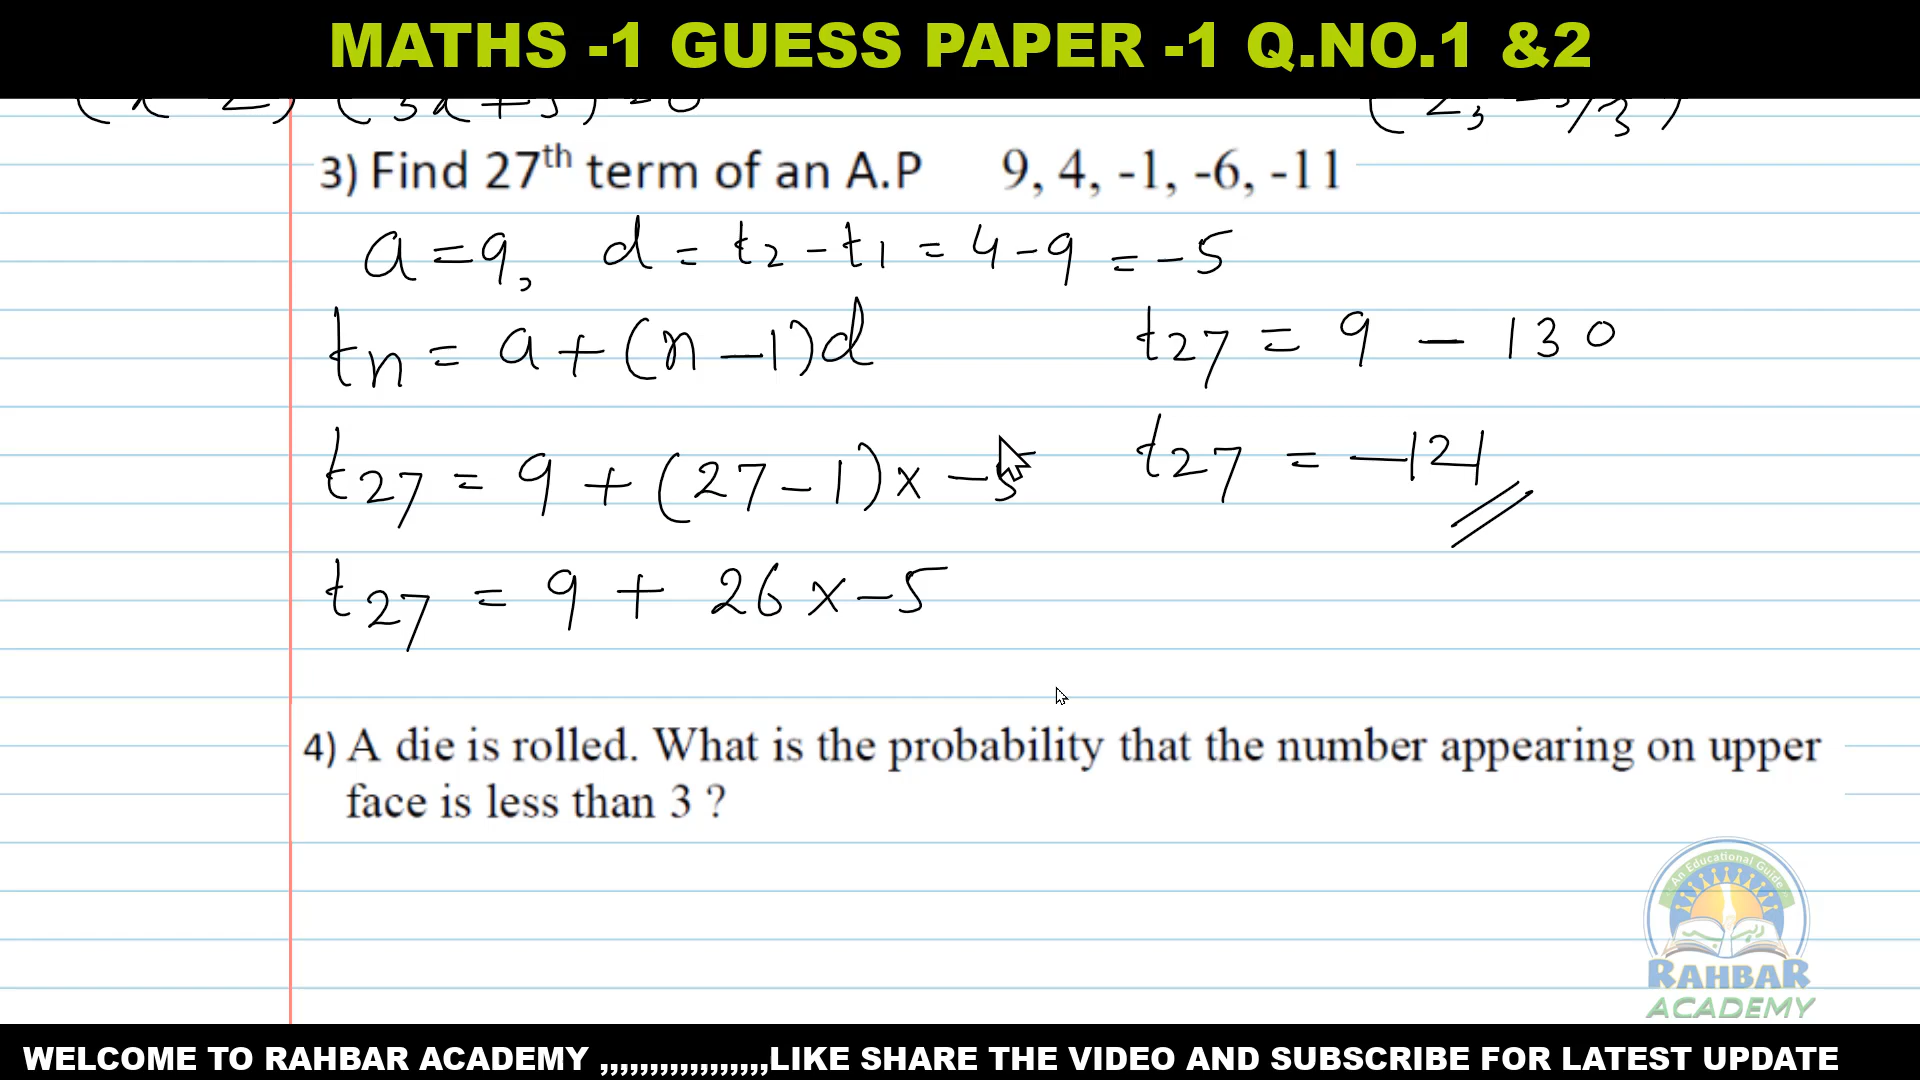 MATHS -1 GUESS PAPER -1 Q.NO.1 &2
3) Find 27th term of an A.P 9, 4, -1, -6, -11
a = 9, d = t2 - t1 = 4 - 9 = -5
tn = a + (n - 1)d
t27 = 9 + (27 - 1) x - 5
t27 = 9 + 26 x - 5
t27 = 9 - 130
t27 = -121
4) A die is rolled. What is the probability that the number appearing on upper
face is less than 3 ?
An Educational Guide
RAHBAR
ACADEMY
WELCOME TO RAHBAR ACADEMY ,,,,,,,,,,,,,,,,,LIKE SHARE THE VIDEO AND SUBSCRIBE FOR LATEST UPDATE